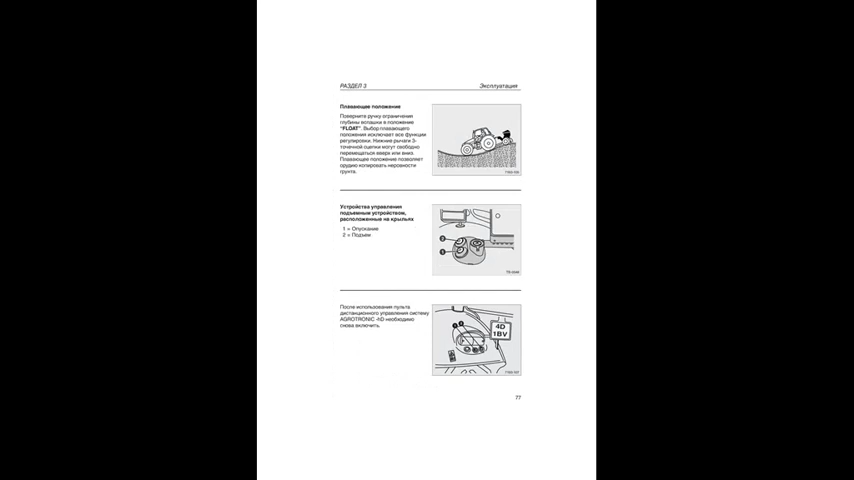 РАЗДЕЛ 3
Эксплуатация
Плавающее положение
Поверните ручку ограничения
глубины вспашки в положение
"FLOAT". Выбор плавающего
положения исключает все функции
регулировки. Нижние рычаги 3-
точечной сцепки могут свободно
перемещаться вверх или вниз.
Плавающее положение позволяет
орудию копировать неровности
грунта.
Устройства управления
подъемным устройством,
расположенные на крыльях
1 = Опускание
2 = Подъем
2
1
После использования пульта
дистанционного управления систему
AGROTRONIC -hD необходимо
снова включить.
4D
1BV
77